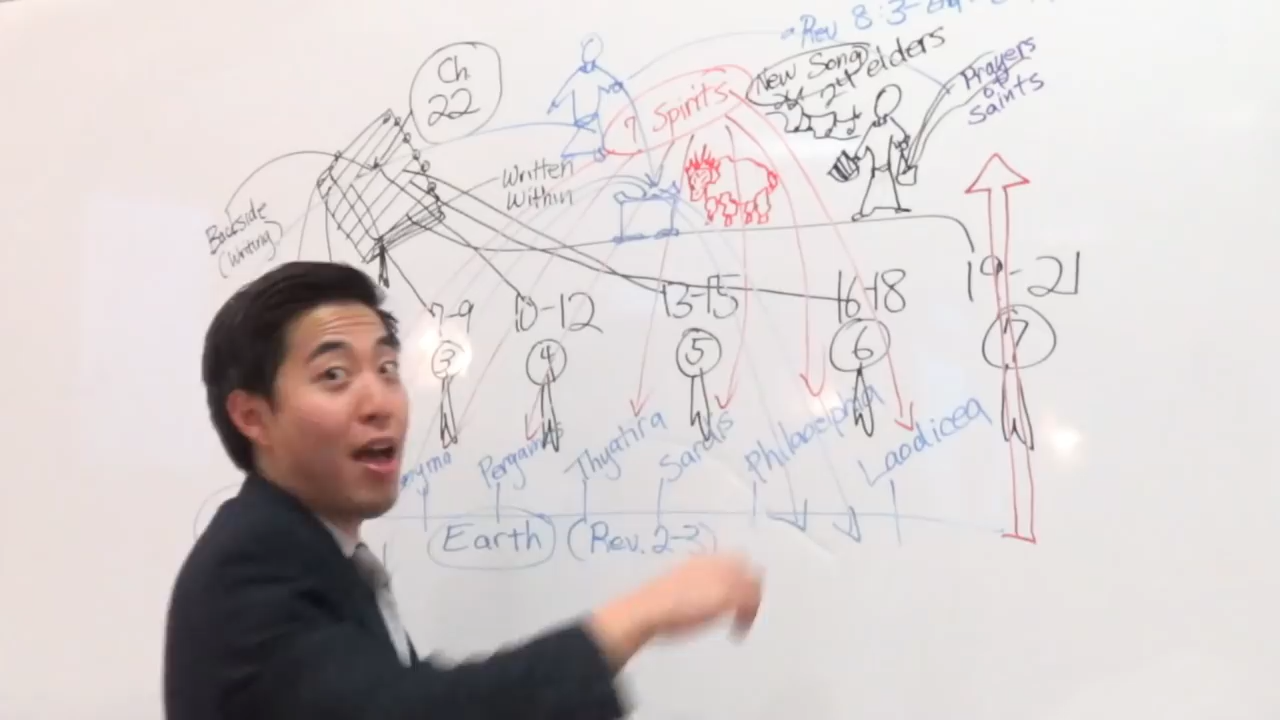 Rev 8:3-
Ch
22
7 Spirits
New Song
elders
Prayers
of
Saints
Written
Within
Backside
(Writing)
7-9
10-12
13-15
16-18
19-21
3
4
5
6
7
Thyatira
Sardis
Philadelphia
Laodicea
Earth
(Rev. 2-3)